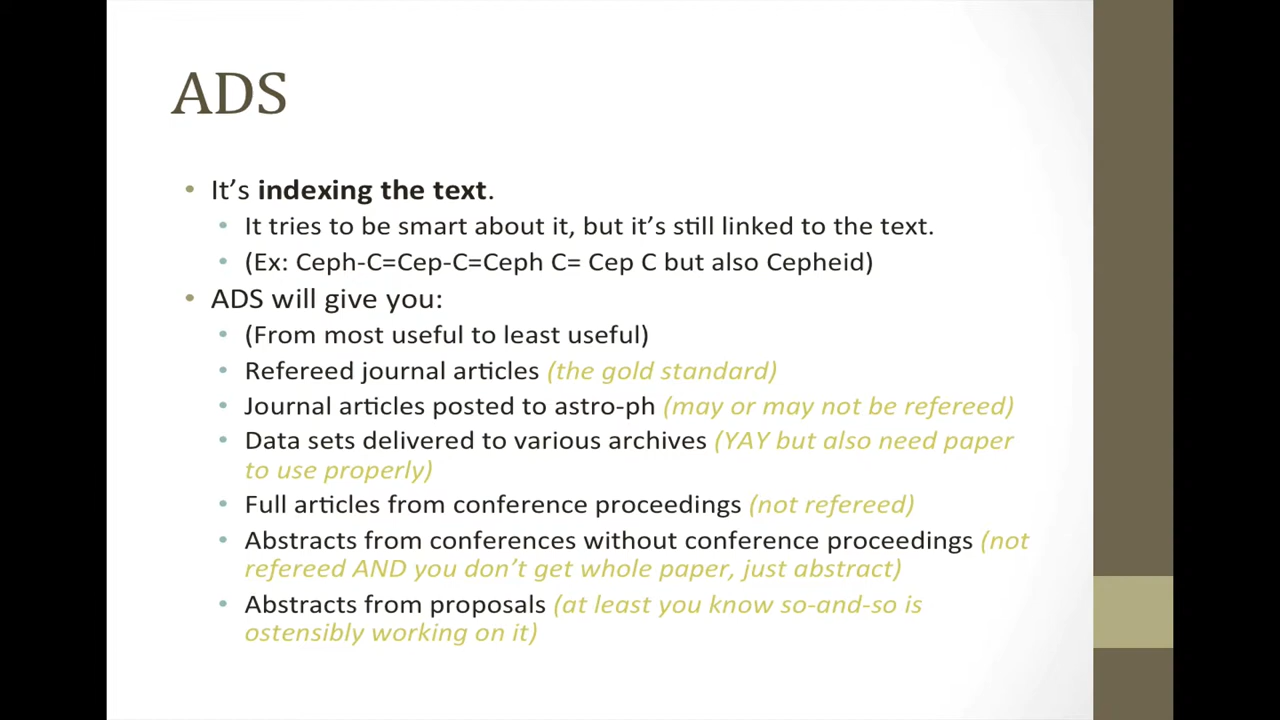 ADS
• It’s indexing the text.
• It tries to be smart about it, but it’s still linked to the text.
• (Ex: Ceph-C=Cep-C=Ceph C= Cep C but also Cepheid)
• ADS will give you:
• (From most useful to least useful)
• Refereed journal articles (the gold standard)
• Journal articles posted to astro-ph (may or may not be refereed)
• Data sets delivered to various archives (YAY but also need paper
to use properly)
• Full articles from conference proceedings (not refereed)
• Abstracts from conferences without conference proceedings (not
refereed AND you don’t get whole paper, just abstract)
• Abstracts from proposals (at least you know so-and-so is
ostensibly working on it)